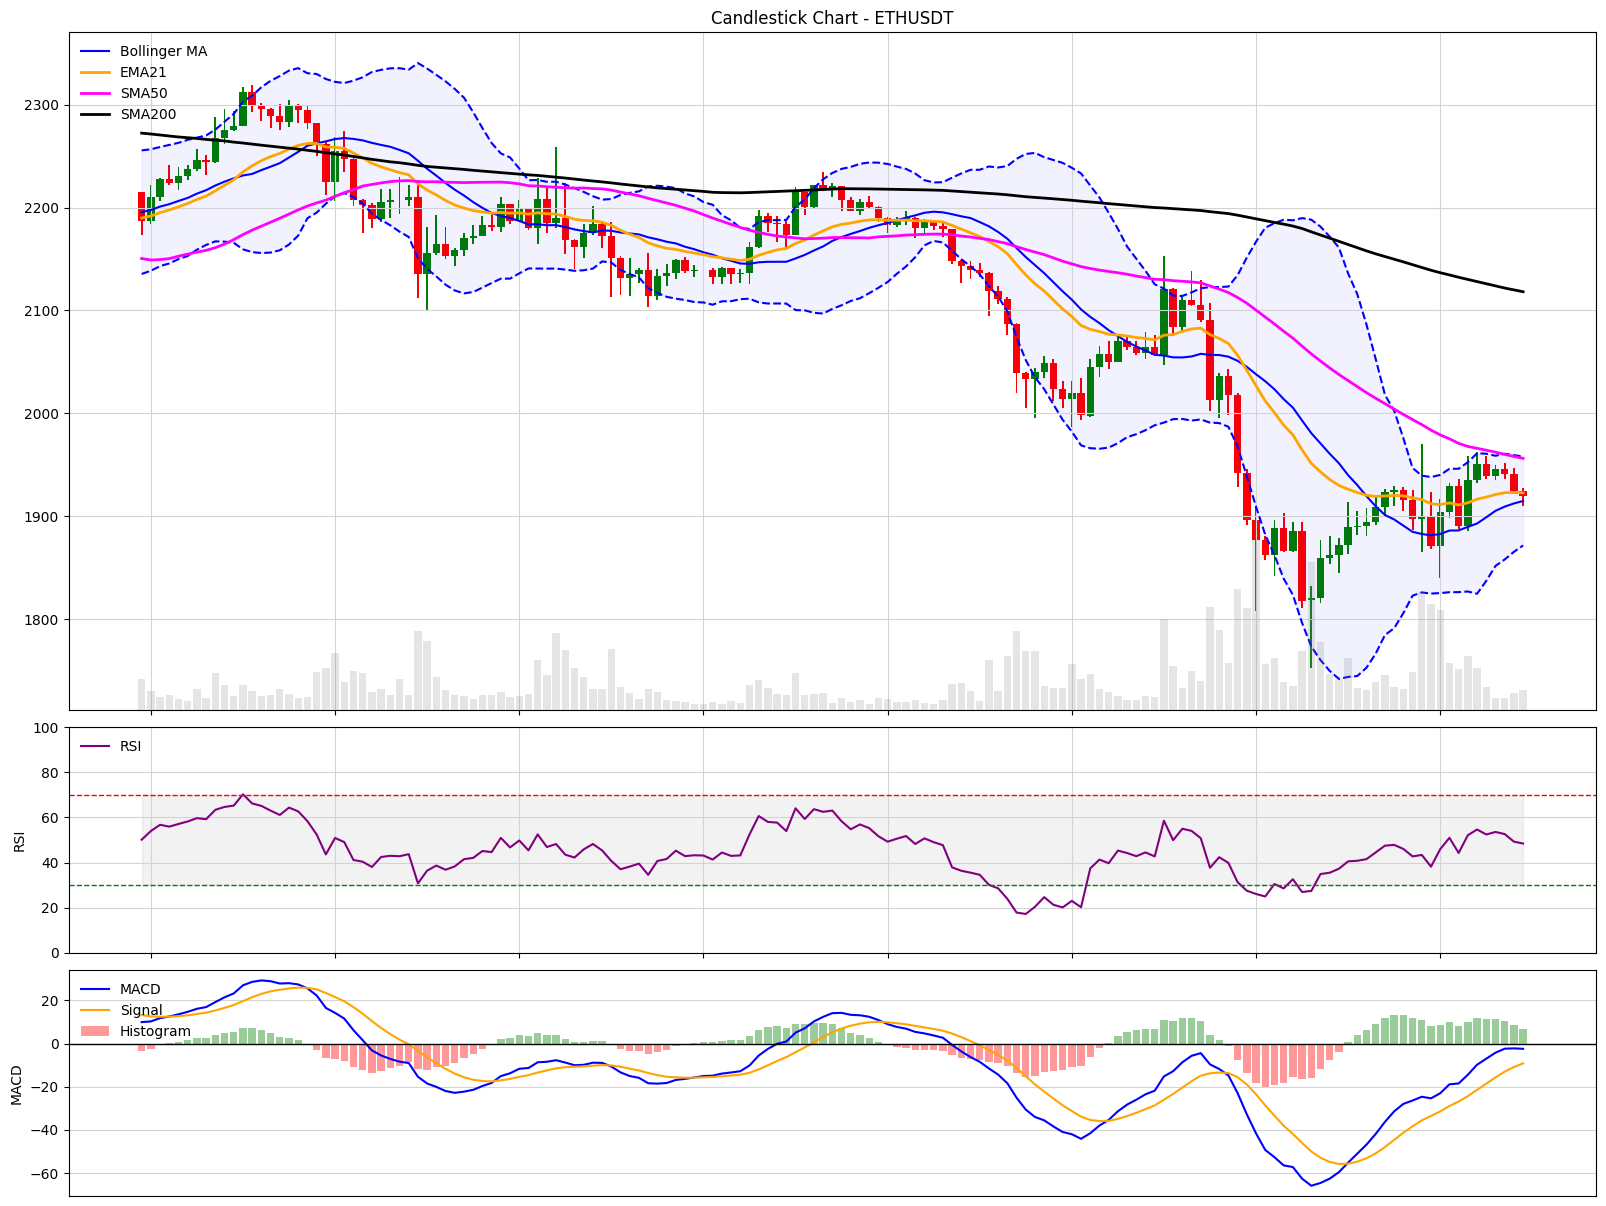 Candlestick Chart - ETHUSDT
Bollinger MA
EMA21
SMA50
SMA200
2300
2200
2100
2000
1900
1800
RSI
100
80
60
40
20
0
RSI
MACD
Signal
Histogram
20
0
−20
−40
−60
MACD